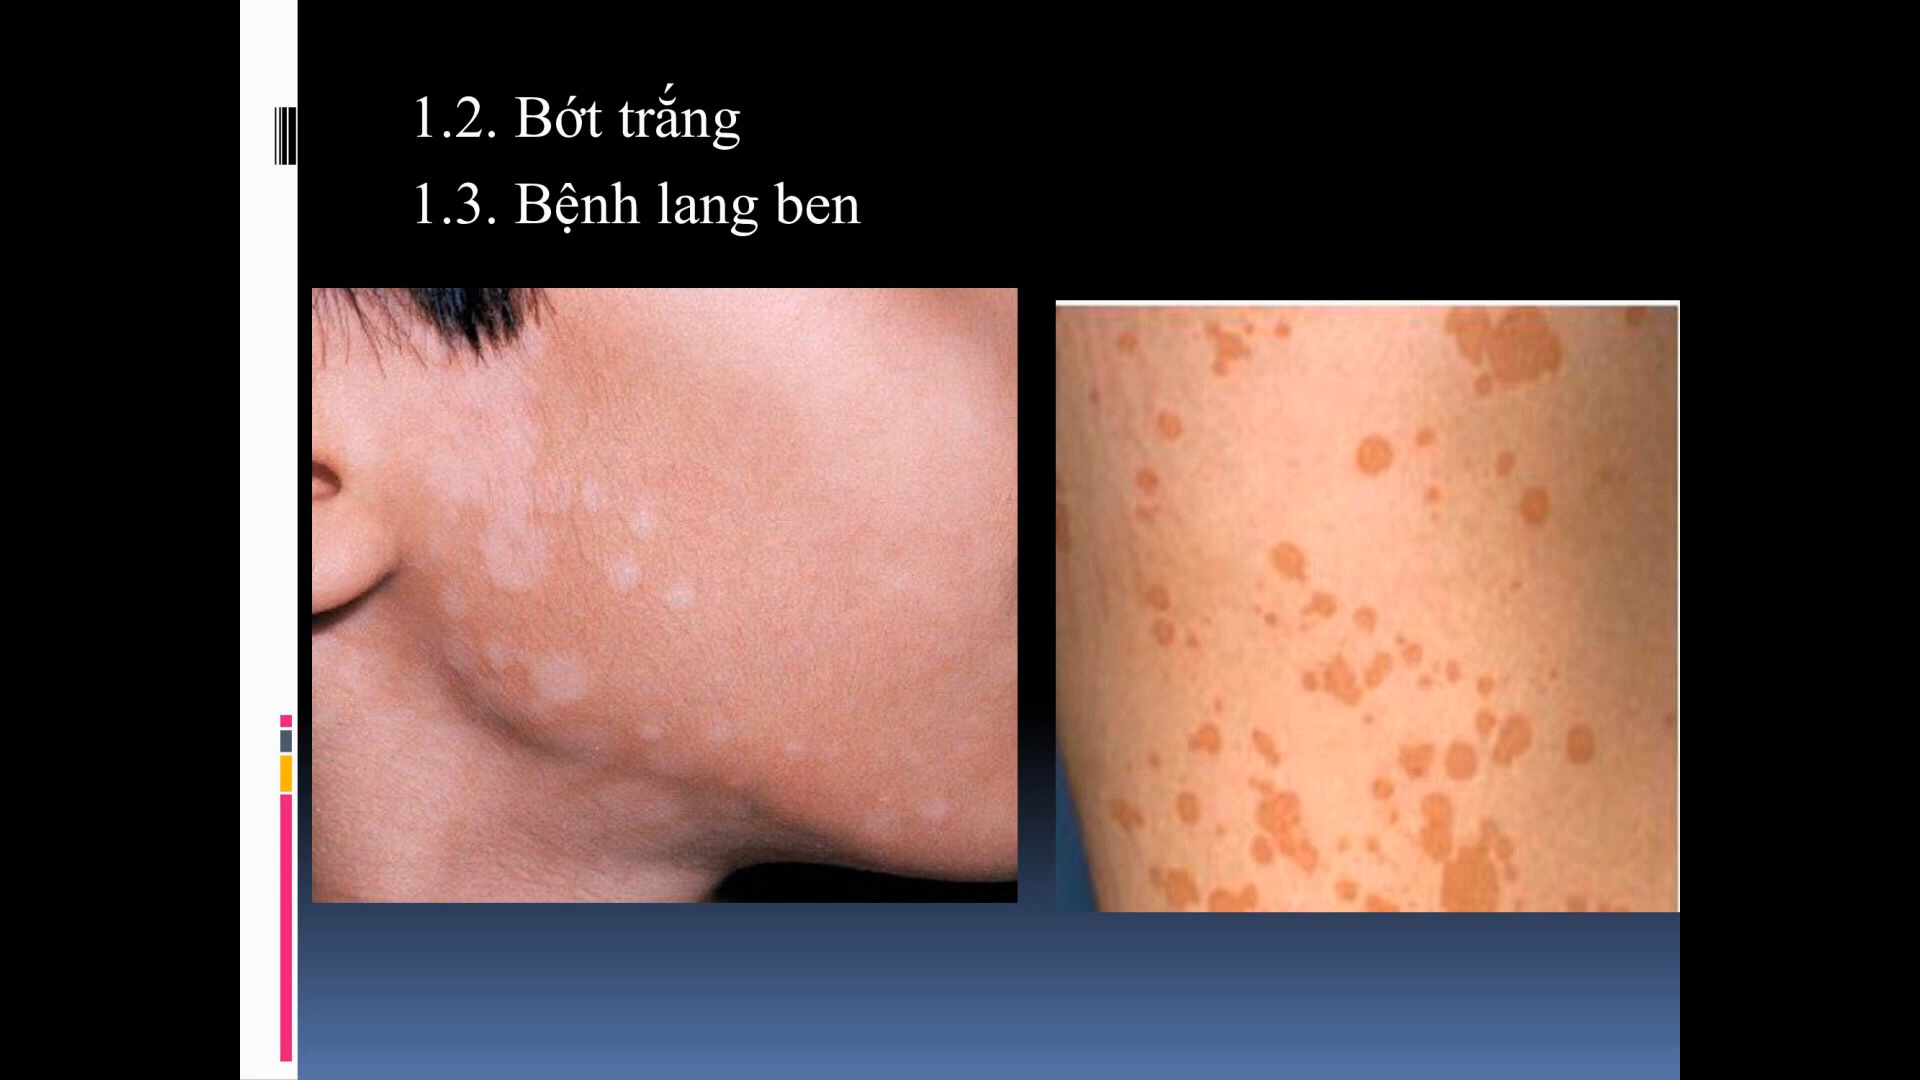 1.2. Bớt trắng
1.3. Bệnh lang ben